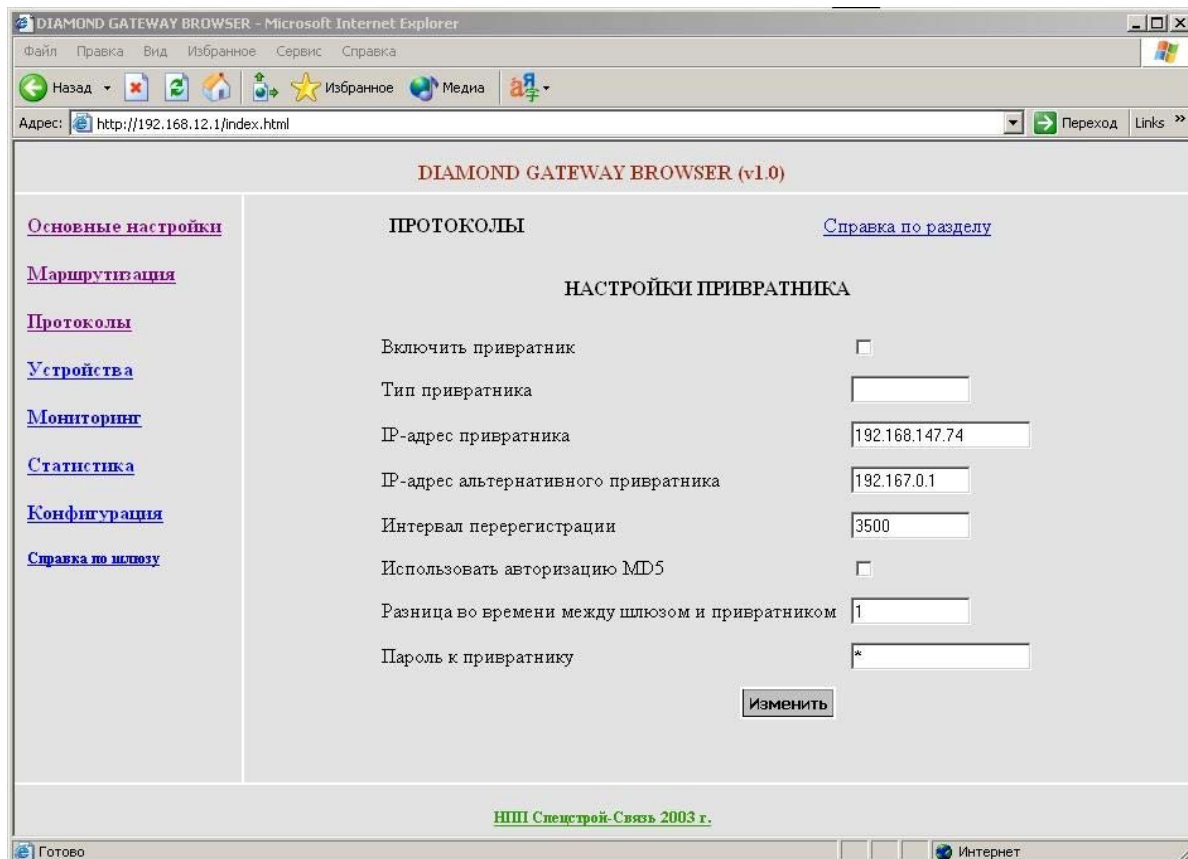 DIAMOND GATEWAY BROWSER - Microsoft Internet Explorer
Файл Правка Вид Избранное Сервис Справка
Назад Избранное Медиа
Адрес: http://192.168.12.1/index.html Переход Links »
DIAMOND GATEWAY BROWSER (v1.0)
Основные настройки
Маршрутизация
Протоколы
Устройства
Мониторинг
Статистика
Конфигурация
Справка по шлюзу
ПРОТОКОЛЫ Справка по разделу
НАСТРОЙКИ ПРИВРАТНИКА
Включить привратник
Тип привратника
IP-адрес привратника 192.168.147.74
IP-адрес альтернативного привратника 192.167.0.1
Интервал перерегистрации 3500
Использовать авторизацию MD5
Разница во времени между шлюзом и привратником 1
Пароль к привратнику *
Изменить
НПП Спецстрой-Связь 2003 г.
Готово Интернет